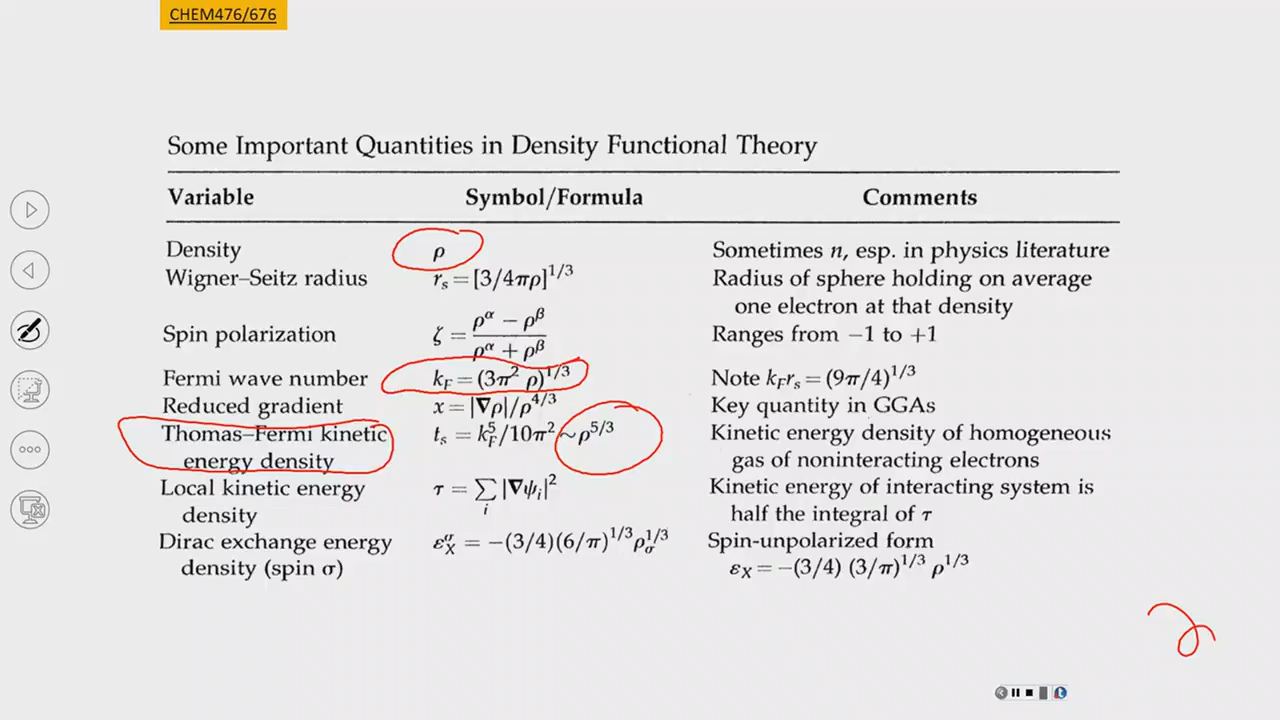 CHEM476/676
Some Important Quantities in Density Functional Theory
Variable Symbol/Formula Comments
Density ρ Sometimes n, esp. in physics literature
Wigner–Seitz radius rₛ = [3/4πρ]^1/3 Radius of sphere holding on average
one electron at that density
Spin polarization ζ = (ρ^α − ρ^β)/(ρ^α + ρ^β) Ranges from −1 to +1
Fermi wave number k_F = (3π² ρ)^1/3 Note k_F rₛ = (9π/4)^1/3
Reduced gradient x = |∇ρ|/ρ^4/3 Key quantity in GGAs
Thomas–Fermi kinetic tₛ = k_F^5/10π² ~ρ^5/3 Kinetic energy density of homogeneous
energy density gas of noninteracting electrons
Local kinetic energy τ = ∑_i |∇ψᵢ|² Kinetic energy of interacting system is
density half the integral of τ
Dirac exchange energy ε_X^σ = −(3/4)(6/π)^1/3 ρ_σ^1/3 Spin-unpolarized form
density (spin σ) ε_X = −(3/4) (3/π)^1/3 ρ^1/3